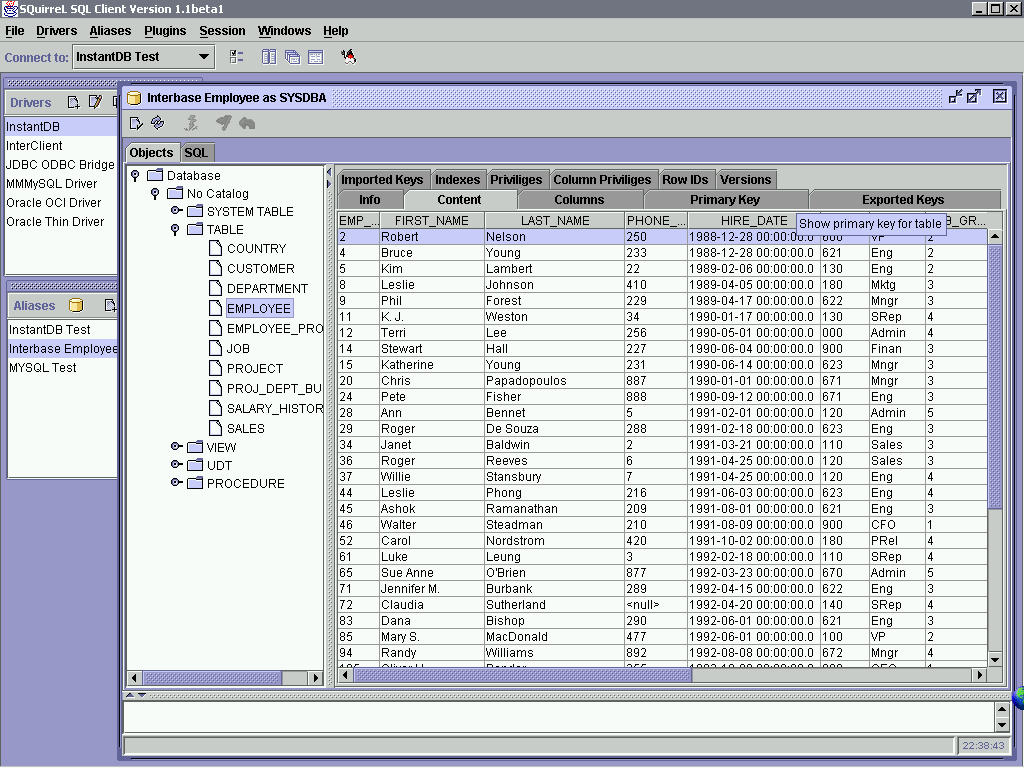 SQuirreL SQL Client Version 1.1beta1
File Drivers Aliases Plugins Session Windows Help
Connect to: InstantDB Test
Drivers
InstantDB
InterClient
JDBC ODBC Bridge
MMMySQL Driver
Oracle OCI Driver
Oracle Thin Driver
Aliases
InstantDB Test
Interbase Employee
MYSQL Test
Interbase Employee as SYSDBA
Objects SQL
Database
No Catalog
SYSTEM TABLE
TABLE
COUNTRY
CUSTOMER
DEPARTMENT
EMPLOYEE
EMPLOYEE_PRO
JOB
PROJECT
PROJ_DEPT_BU
SALARY_HISTOR
SALES
VIEW
UDT
PROCEDURE
Imported Keys Indexes Priviliges Column Priviliges Row IDs Versions
Info Content Columns Primary Key Exported Keys
EMP_... FIRST_NAME LAST_NAME PHONE_... HIRE_DATE B_GR...
Show primary key for table
2 Robert Nelson 250 1988-12-28 00:00:00.0 600 VP 2
4 Bruce Young 233 1988-12-28 00:00:00.0 621 Eng 2
5 Kim Lambert 22 1989-02-06 00:00:00.0 130 Eng 2
8 Leslie Johnson 410 1989-04-05 00:00:00.0 180 Mktg 3
9 Phil Forest 229 1989-04-17 00:00:00.0 622 Mngr 3
11 K. J. Weston 34 1990-01-17 00:00:00.0 130 SRep 4
12 Terri Lee 256 1990-05-01 00:00:00.0 000 Admin 4
14 Stewart Hall 227 1990-06-04 00:00:00.0 900 Finan 3
15 Katherine Young 231 1990-06-14 00:00:00.0 623 Mngr 3
20 Chris Papadopoulos 887 1990-01-01 00:00:00.0 671 Mngr 3
24 Pete Fisher 888 1990-09-12 00:00:00.0 671 Eng 3
28 Ann Bennet 5 1991-02-01 00:00:00.0 120 Admin 5
29 Roger De Souza 288 1991-02-18 00:00:00.0 623 Eng 3
34 Janet Baldwin 2 1991-03-21 00:00:00.0 110 Sales 3
36 Roger Reeves 6 1991-04-25 00:00:00.0 120 Sales 3
37 Willie Stansbury 7 1991-04-25 00:00:00.0 120 Eng 4
44 Leslie Phong 216 1991-06-03 00:00:00.0 623 Eng 4
45 Ashok Ramanathan 209 1991-08-01 00:00:00.0 621 Eng 3
46 Walter Steadman 210 1991-08-09 00:00:00.0 900 CFO 1
52 Carol Nordstrom 420 1991-10-02 00:00:00.0 180 PRel 4
61 Luke Leung 3 1992-02-18 00:00:00.0 110 SRep 4
65 Sue Anne O'Brien 877 1992-03-23 00:00:00.0 670 Admin 5
71 Jennifer M. Burbank 289 1992-04-15 00:00:00.0 622 Eng 3
72 Claudia Sutherland <null> 1992-04-20 00:00:00.0 140 SRep 4
83 Dana Bishop 290 1992-06-01 00:00:00.0 621 Eng 3
85 Mary S. MacDonald 477 1992-06-01 00:00:00.0 100 VP 2
94 Randy Williams 892 1992-08-08 00:00:00.0 672 Mngr 4
22:38:43